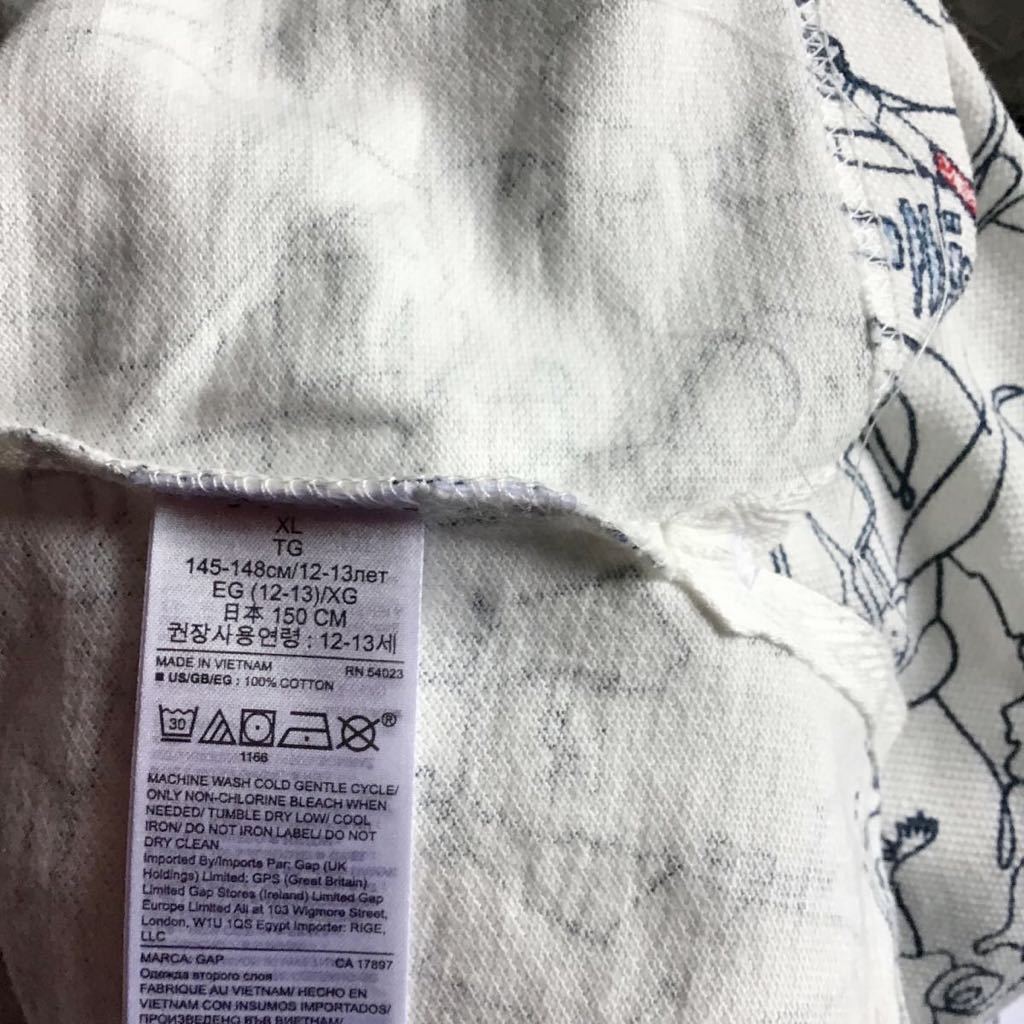 XL
TG
145-148см/12-13лет
EG (12-13)/XG
日本 150 CM
권장사용연령 : 12-13세
MADE IN VIETNAM RN 54023
■ US/GB/EG : 100% COTTON
30
®
1166
MACHINE WASH COLD GENTLE CYCLE/
ONLY NON-CHLORINE BLEACH WHEN
NEEDED/ TUMBLE DRY LOW/ COOL
IRON/ DO NOT IRON LABEL/ DO NOT
DRY CLEAN
Imported By/Imports Par: Gap (UK
Holdings) Limited; GPS (Great Britain)
Limited Gap Stores (Ireland) Limited Gap
Europe Limited All at 103 Wigmore Street,
London, W1U 1QS Egypt Importer: RIGE,
LLC
MARCA: GAP CA 17897
Одежда второго слоя
FABRIQUE AU VIETNAM/ HECHO EN
VIETNAM CON INSUMOS IMPORTADOS/
ПРОИЗВЕДЕНО ВЪВ ВИЕТНАМ/